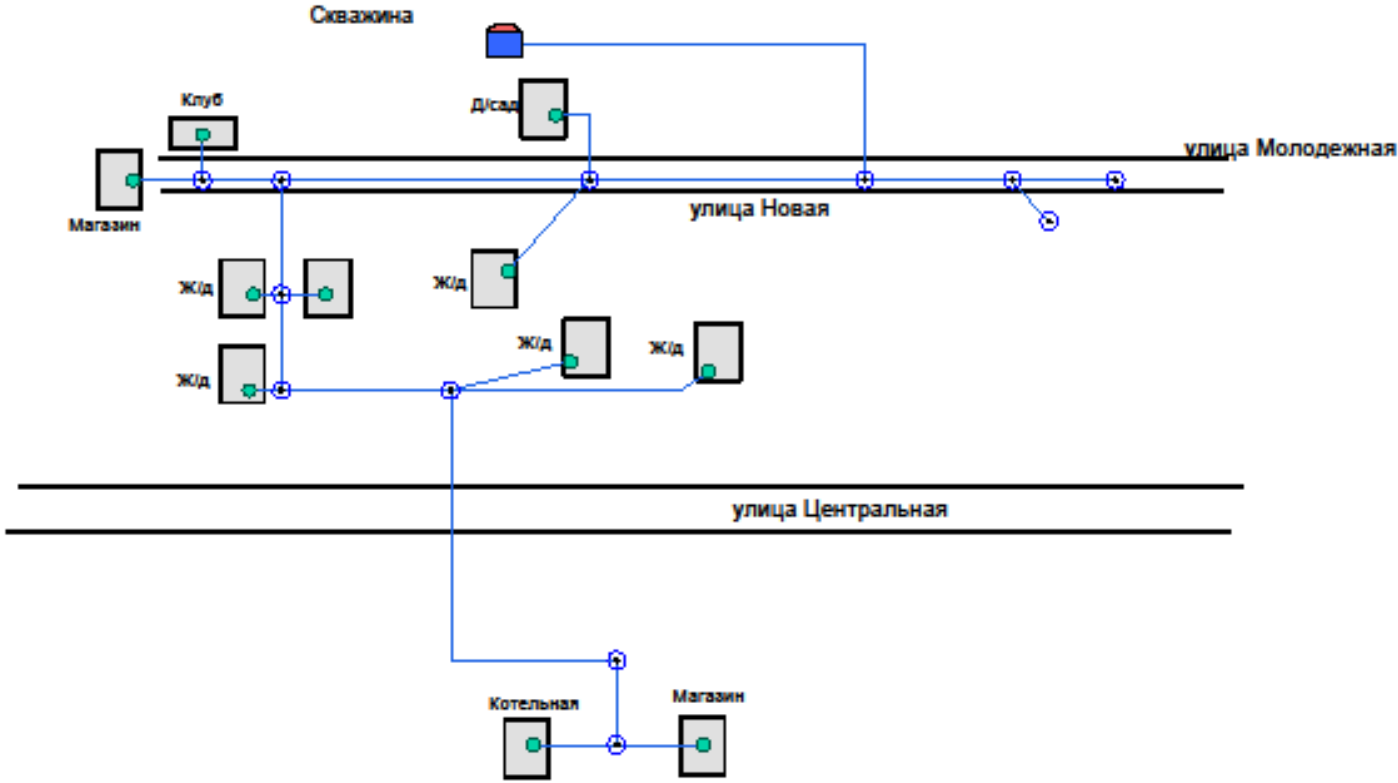 Скважина
Клуб
Д/сад
улица Молодежная
Магазин
улица Новая
Ж/д
Ж/д
Ж/д
Ж/д
Ж/д
улица Центральная
Котельная
Магазин